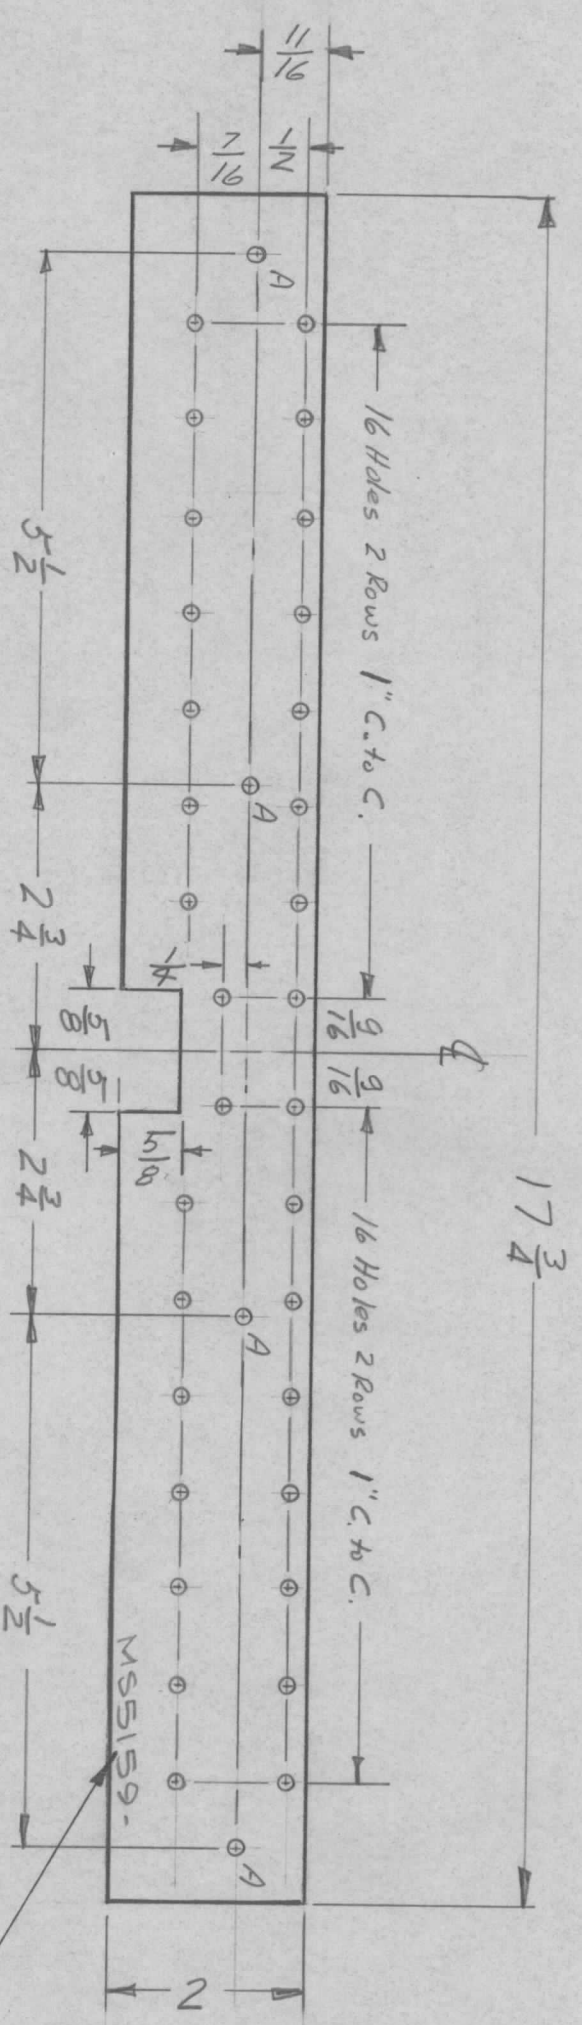 17 3/4
16 Holes 2 Rows 1" C. to C.
9/16 ℄ 9/16
16 Holes 2 Rows 1" C. to C.
11/16
1/2
7/16
A
A
A
A
1/4
5/8
5/8
5/8
MS5159-
5 1/2
2 3/4
2 3/4
5 1/2
2